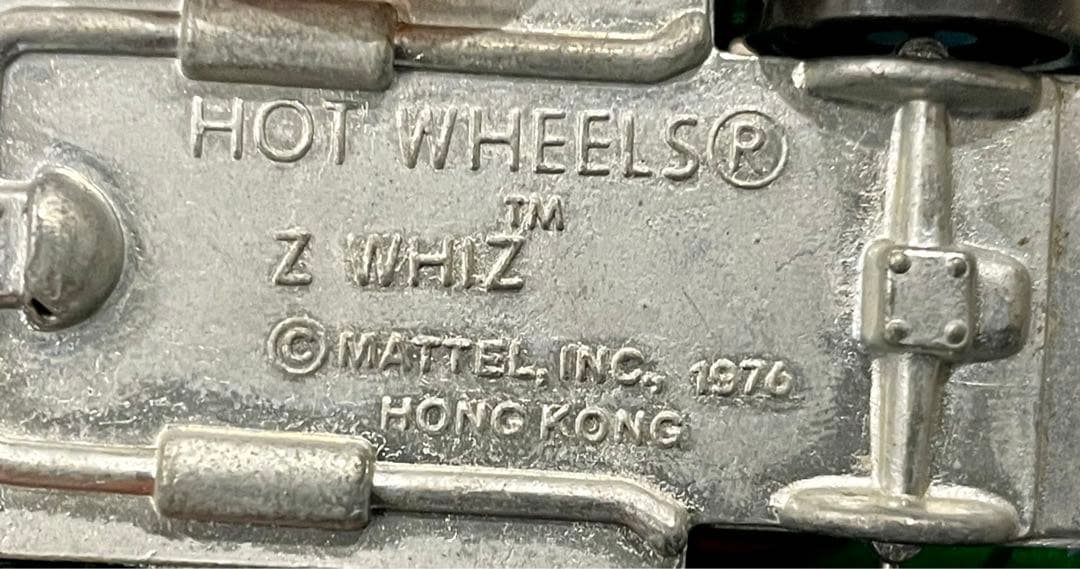 HOT WHEELS®
Z WHIZ™
© MATTEL, INC., 1976
HONG KONG